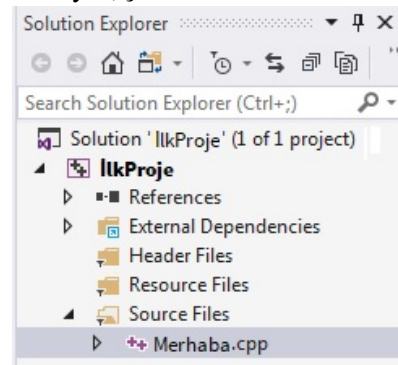 Solution Explorer
Search Solution Explorer (Ctrl+;)
Solution 'İlkProje' (1 of 1 project)
İlkProje
References
External Dependencies
Header Files
Resource Files
Source Files
Merhaba.cpp